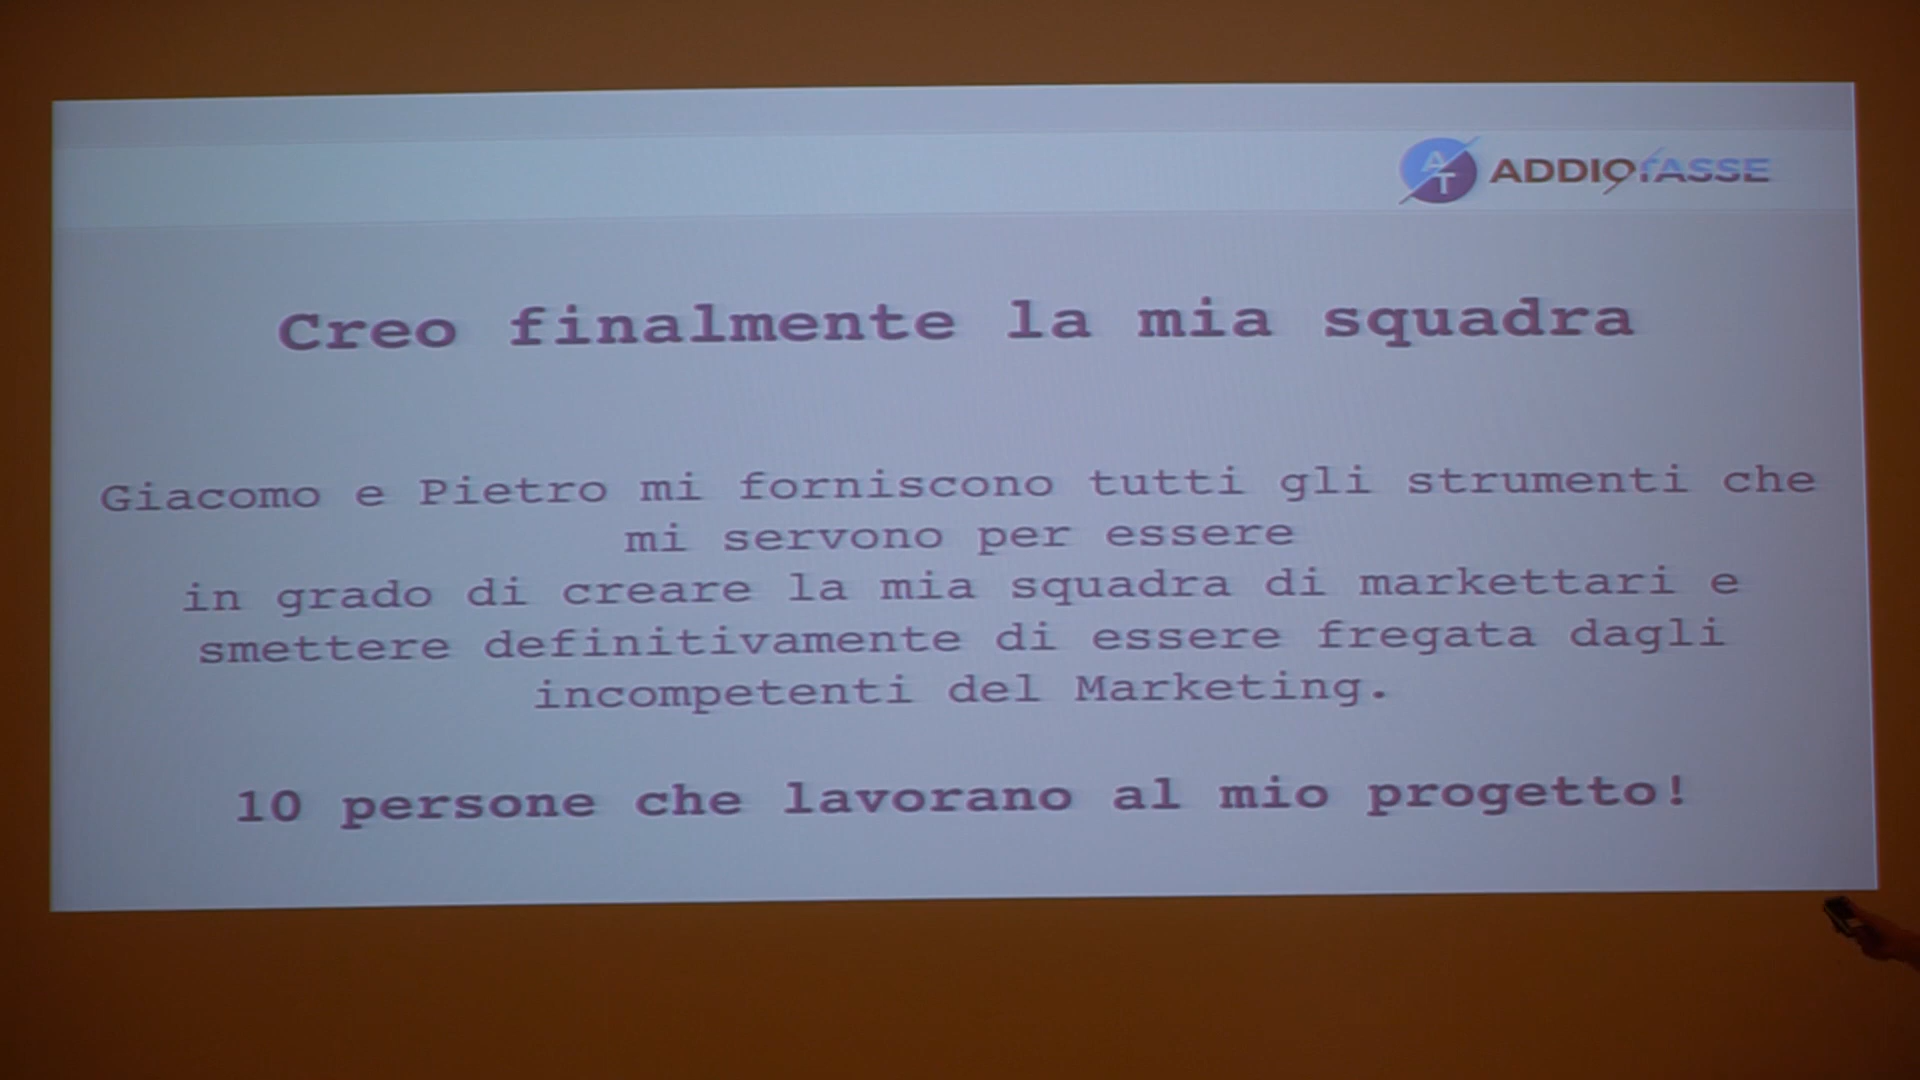 AT ADDIOTASSE
Creo finalmente la mia squadra
Giacomo e Pietro mi forniscono tutti gli strumenti che
mi servono per essere
in grado di creare la mia squadra di markettari e
smettere definitivamente di essere fregata dagli
incompetenti del Marketing.
10 persone che lavorano al mio progetto!